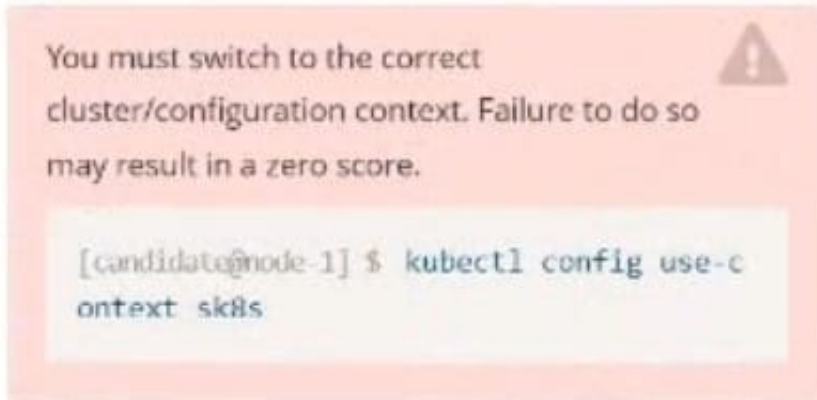 You must switch to the correct
cluster/configuration context. Failure to do so
may result in a zero score.
[candidate@node-1] $ kubectl config use-c
ontext sk8s